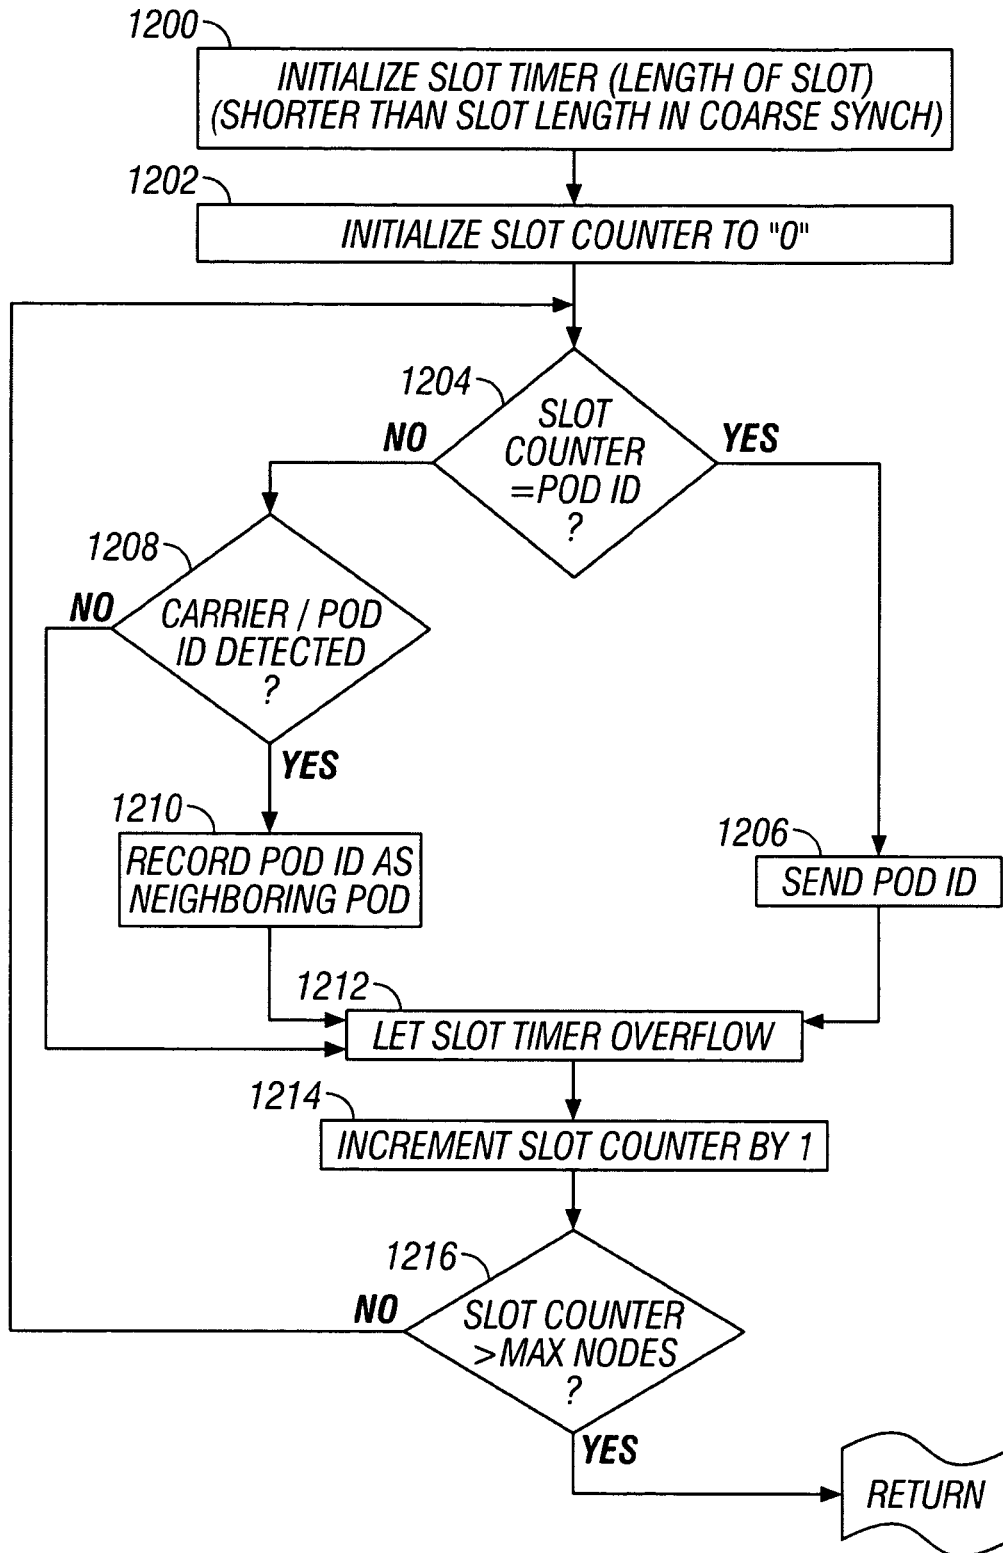 1200
INITIALIZE SLOT TIMER (LENGTH OF SLOT)
(SHORTER THAN SLOT LENGTH IN COARSE SYNCH)
1202
INITIALIZE SLOT COUNTER TO "0"
1204
SLOT
COUNTER
=POD ID
?
NO
YES
1208
CARRIER / POD
ID DETECTED
?
NO
YES
1210
RECORD POD ID AS
NEIGHBORING POD
1206
SEND POD ID
1212
LET SLOT TIMER OVERFLOW
1214
INCREMENT SLOT COUNTER BY 1
1216
SLOT COUNTER
>MAX NODES
?
NO
YES
RETURN